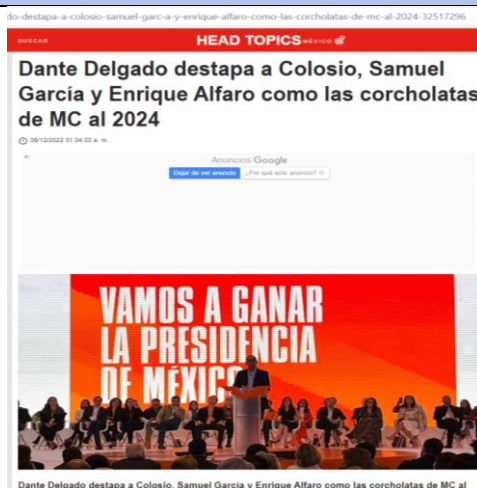 do-destapa-a-colosio-samuel-garc-a-y-enrique-alfaro-como-las-corcholatas-de-mc-al-2024-32517296
BUSCAR
HEAD TOPICS MÉXICO
Dante Delgado destapa a Colosio, Samuel
García y Enrique Alfaro como las corcholatas
de MC al 2024
06/12/2022 01:04:00 a. m.
Anuncios Google
Dejar de ver anuncio
¿Por qué este anuncio?
VAMOS A GANAR
LA PRESIDENCIA
DE MÉXICO
Dante Delgado destapa a Colosio, Samuel García y Enrique Alfaro como las corcholatas de MC al